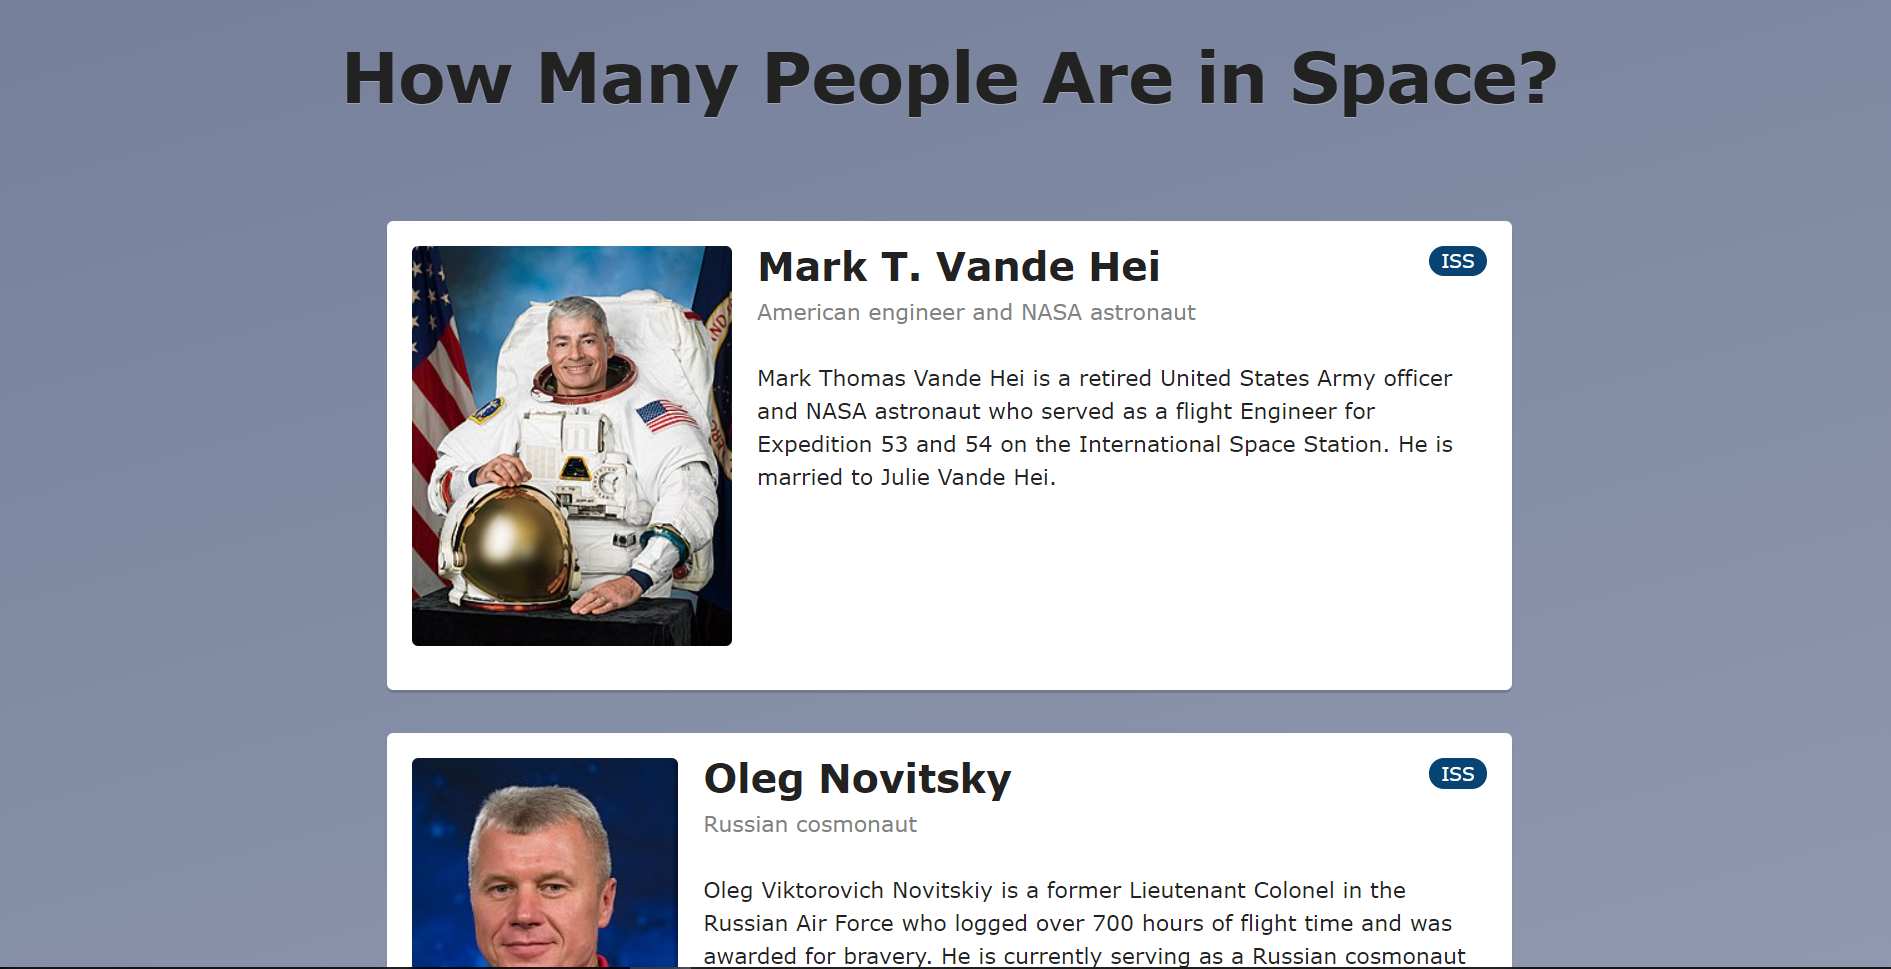 How Many People Are in Space?
Mark T. Vande Hei
ISS
American engineer and NASA astronaut
Mark Thomas Vande Hei is a retired United States Army officer
and NASA astronaut who served as a flight Engineer for
Expedition 53 and 54 on the International Space Station. He is
married to Julie Vande Hei.
Oleg Novitsky
ISS
Russian cosmonaut
Oleg Viktorovich Novitskiy is a former Lieutenant Colonel in the
Russian Air Force who logged over 700 hours of flight time and was
awarded for bravery. He is currently serving as a Russian cosmonaut